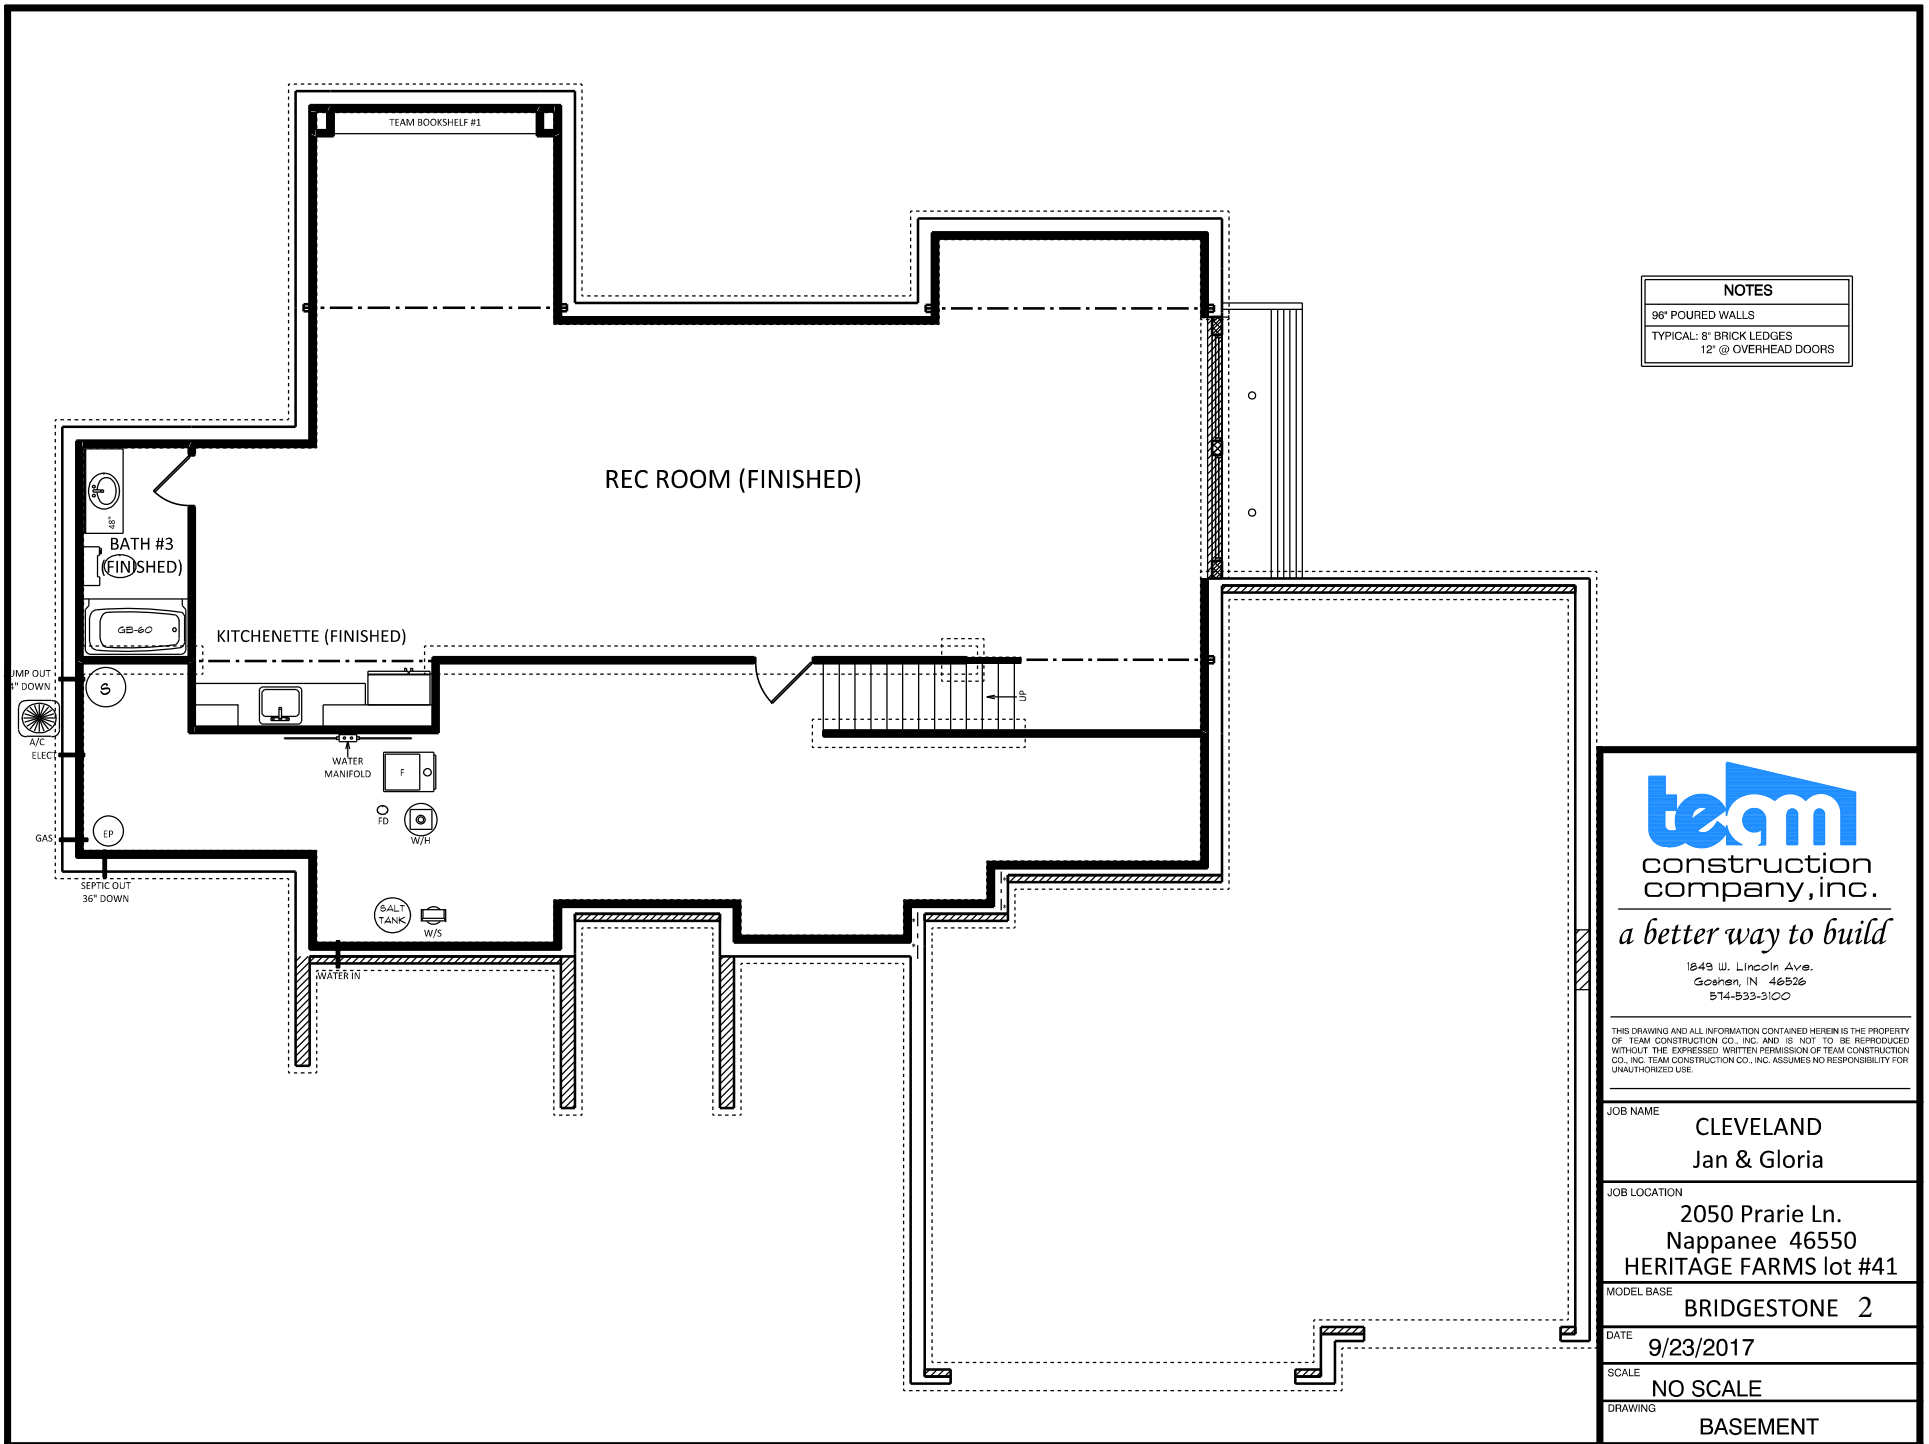 TEAM BOOKSHELF #1
NOTES
96" POURED WALLS
TYPICAL: 8" BRICK LEDGES
12" @ OVERHEAD DOORS
REC ROOM (FINISHED)
48"
BATH #3
(FINISHED)
GB-60
KITCHENETTE (FINISHED)
UMP OUT
4" DOWN
S
UP
A/C
ELEC
WATER
MANIFOLD
F
FD
W/H
GAS
EP
SEPTIC OUT
36" DOWN
SALT
TANK
W/S
WATER IN
team
construction
company,inc.
a better way to build
1849 W. Lincoln Ave.
Goshen, IN 46526
574-533-3100
THIS DRAWING AND ALL INFORMATION CONTAINED HEREIN IS THE PROPERTY
OF TEAM CONSTRUCTION CO., INC. AND IS NOT TO BE REPRODUCED
WITHOUT THE EXPRESSED WRITTEN PERMISSION OF TEAM CONSTRUCTION
CO., INC. TEAM CONSTRUCTION CO., INC. ASSUMES NO RESPONSIBILITY FOR
UNAUTHORIZED USE.
JOB NAME
CLEVELAND
Jan & Gloria
JOB LOCATION
2050 Prarie Ln.
Nappanee 46550
HERITAGE FARMS lot #41
MODEL BASE
BRIDGESTONE 2
DATE
9/23/2017
SCALE
NO SCALE
DRAWING
BASEMENT